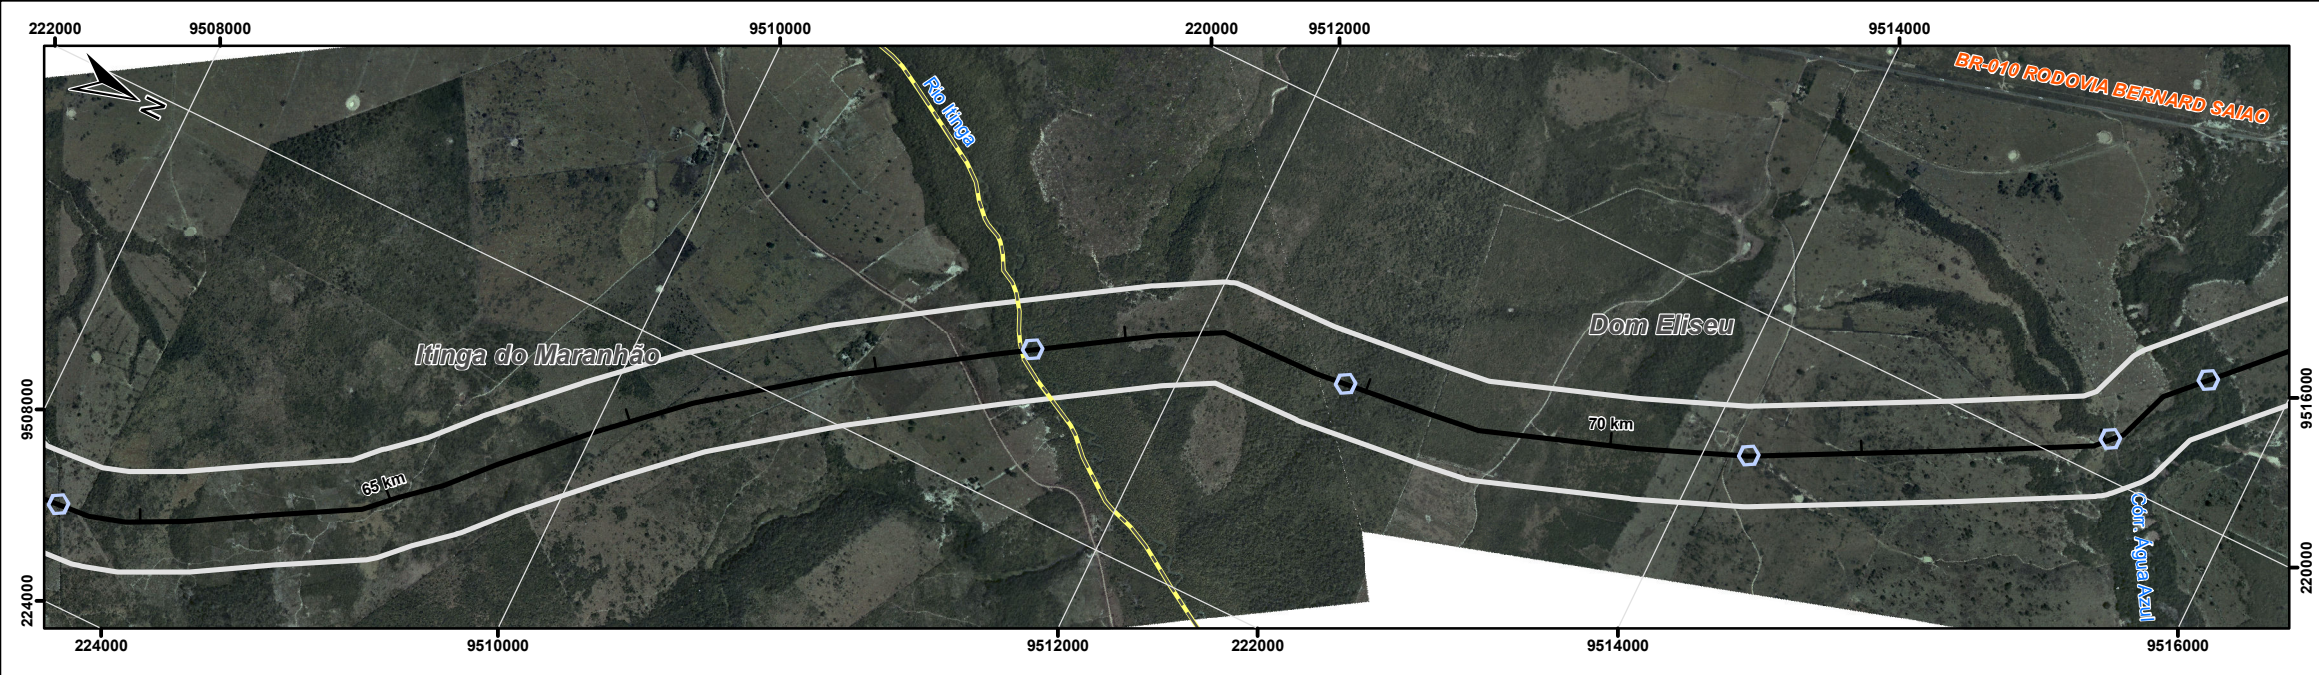 222000
9508000
9510000
220000
9512000
9514000
N
BR-010 RODOVIA BERNARD SAIAO
Rio Itinga
Itinga do Maranhão
Dom Eliseu
9508000
9516000
70 km
65 km
Córr. Água Azul
220000
224000
224000
9510000
9512000
222000
9514000
9516000